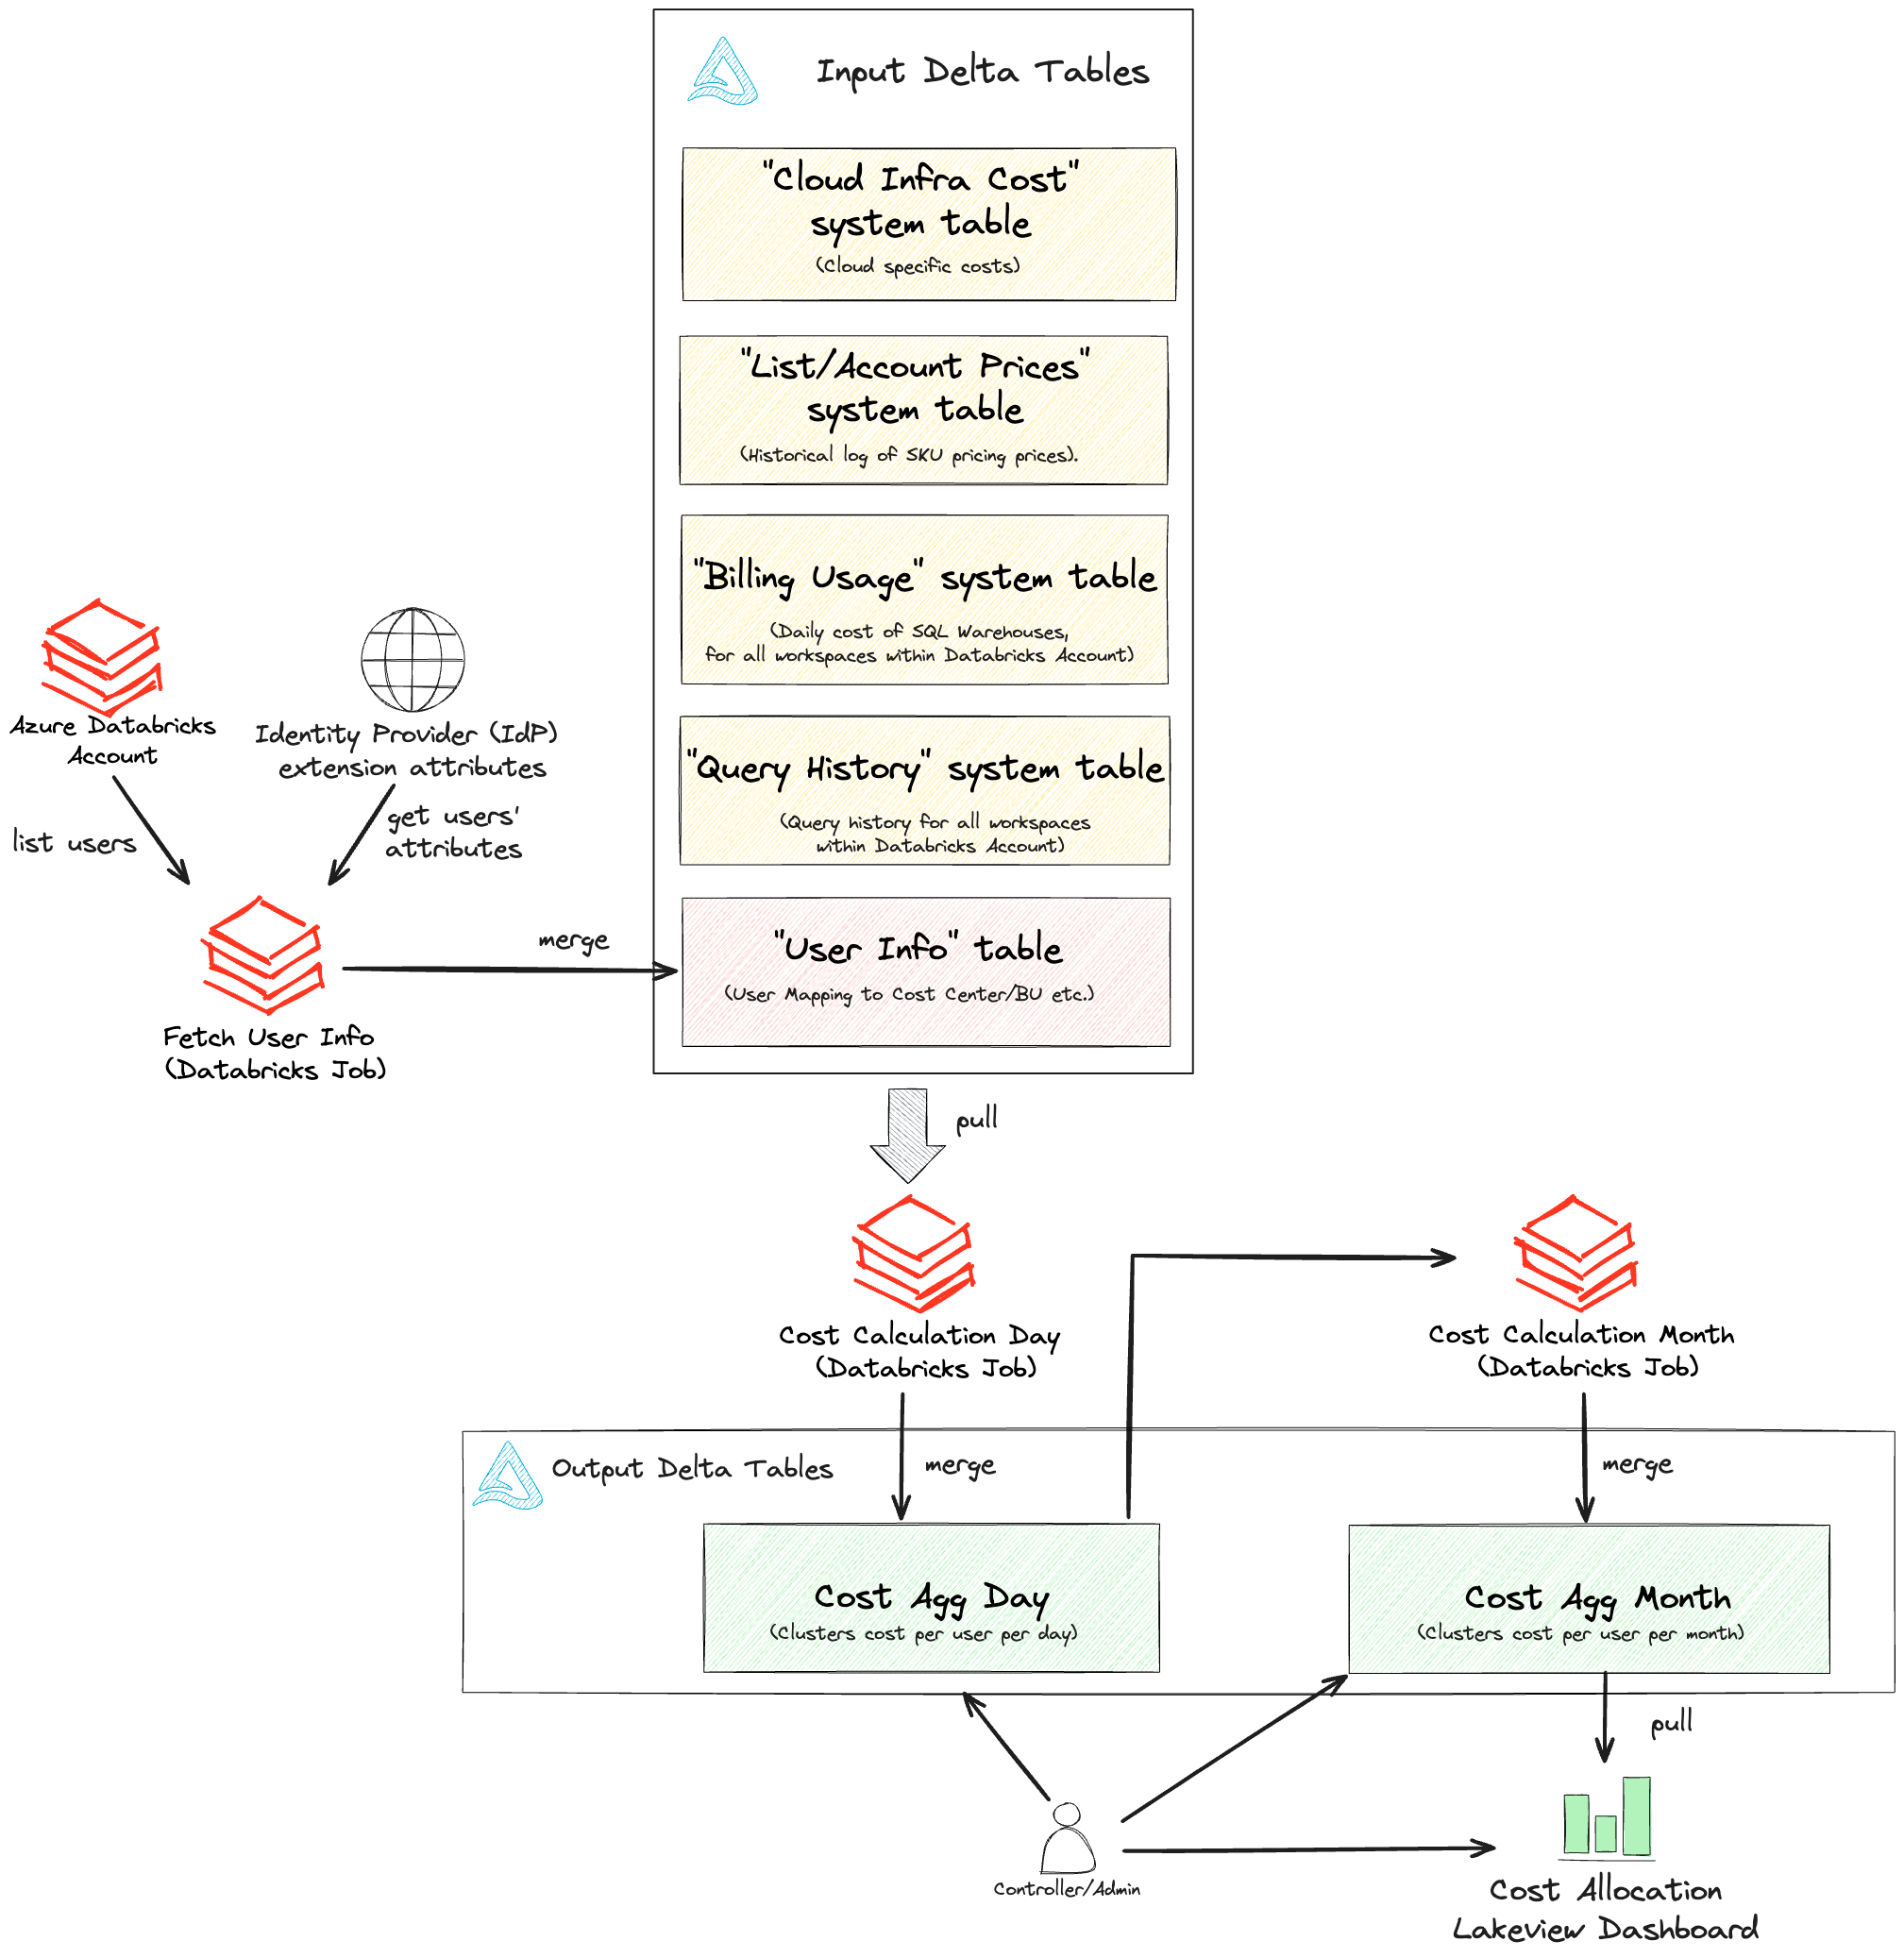 Input Delta Tables
"Cloud Infra Cost"
system table
(Cloud specific costs)
"List/Account Prices"
system table
(Historical log of SKU pricing prices).
"Billing Usage" system table
(Daily cost of SQL Warehouses,
for all workspaces within Databricks Account)
"Query History" system table
(Query history for all workspaces
within Databricks Account)
"User Info" table
(User Mapping to Cost Center/BU etc.)
Azure Databricks
Account
Identity Provider (IdP)
extension attributes
list users
get users'
attributes
merge
Fetch User Info
(Databricks Job)
pull
Cost Calculation Day
(Databricks Job)
Cost Calculation Month
(Databricks Job)
Output Delta Tables
merge
merge
Cost Agg Day
(Clusters cost per user per day)
Cost Agg Month
(Clusters cost per user per month)
pull
Controller/Admin
Cost Allocation
Lakeview Dashboard